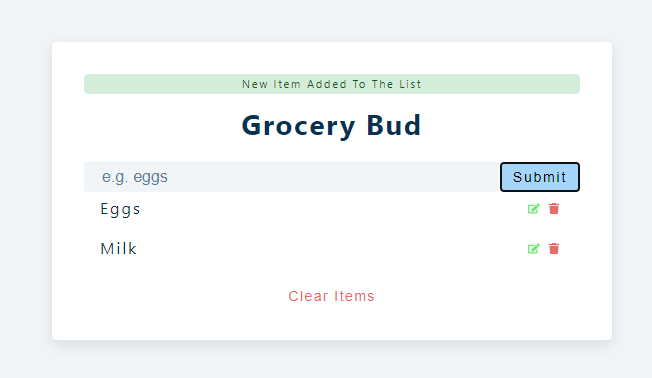 New Item Added To The List
Grocery Bud
e.g. eggs
Submit
Eggs
Milk
Clear Items